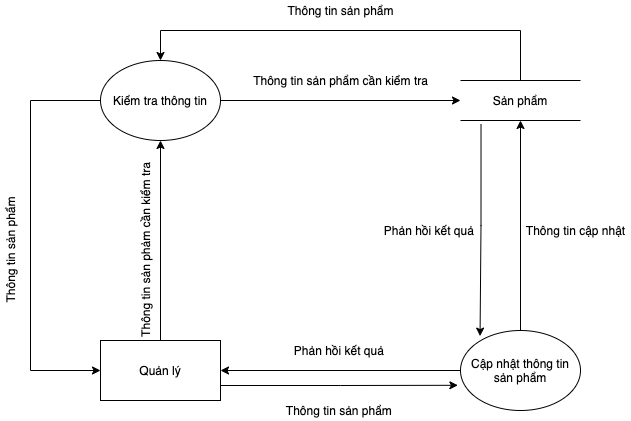 Thông tin sản phẩm
Kiểm tra thông tin
Thông tin sản phẩm cần kiểm tra
Sản phẩm
Thông tin sản phẩm
Thông tin sản phảm cần kiểm tra
Phản hồi kết quả
Thông tin cập nhật
Quản lý
Phản hồi kết quả
Cập nhật thông tin
sản phẩm
Thông tin sản phẩm